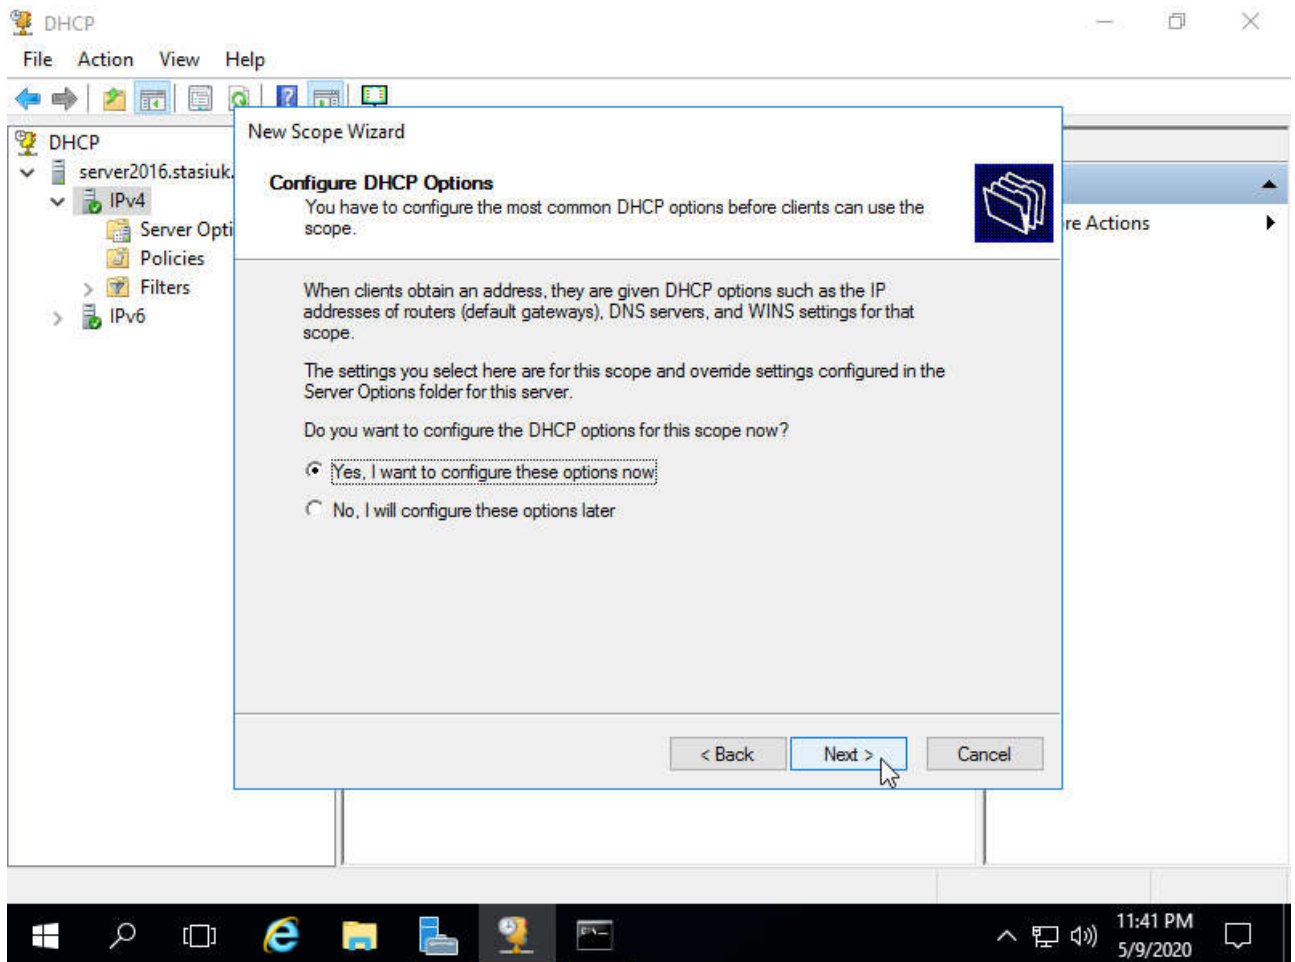 DHCP
File Action View Help
DHCP
server2016.stasiuk.
IPv4
Server Opti
Policies
Filters
IPv6
New Scope Wizard
Configure DHCP Options
You have to configure the most common DHCP options before clients can use the
scope.
When clients obtain an address, they are given DHCP options such as the IP
addresses of routers (default gateways), DNS servers, and WINS settings for that
scope.
The settings you select here are for this scope and override settings configured in the
Server Options folder for this server.
Do you want to configure the DHCP options for this scope now?
Yes, I want to configure these options now
No, I will configure these options later
< Back Next > Cancel
re Actions
11:41 PM
5/9/2020